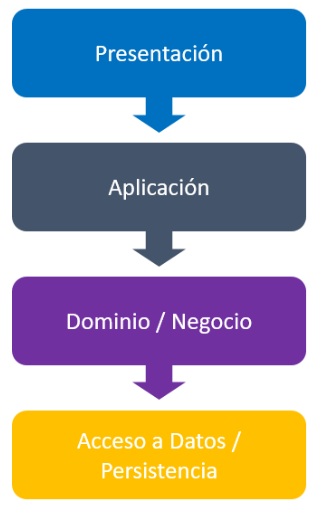 Presentación
Aplicación
Dominio / Negocio
Acceso a Datos /
Persistencia